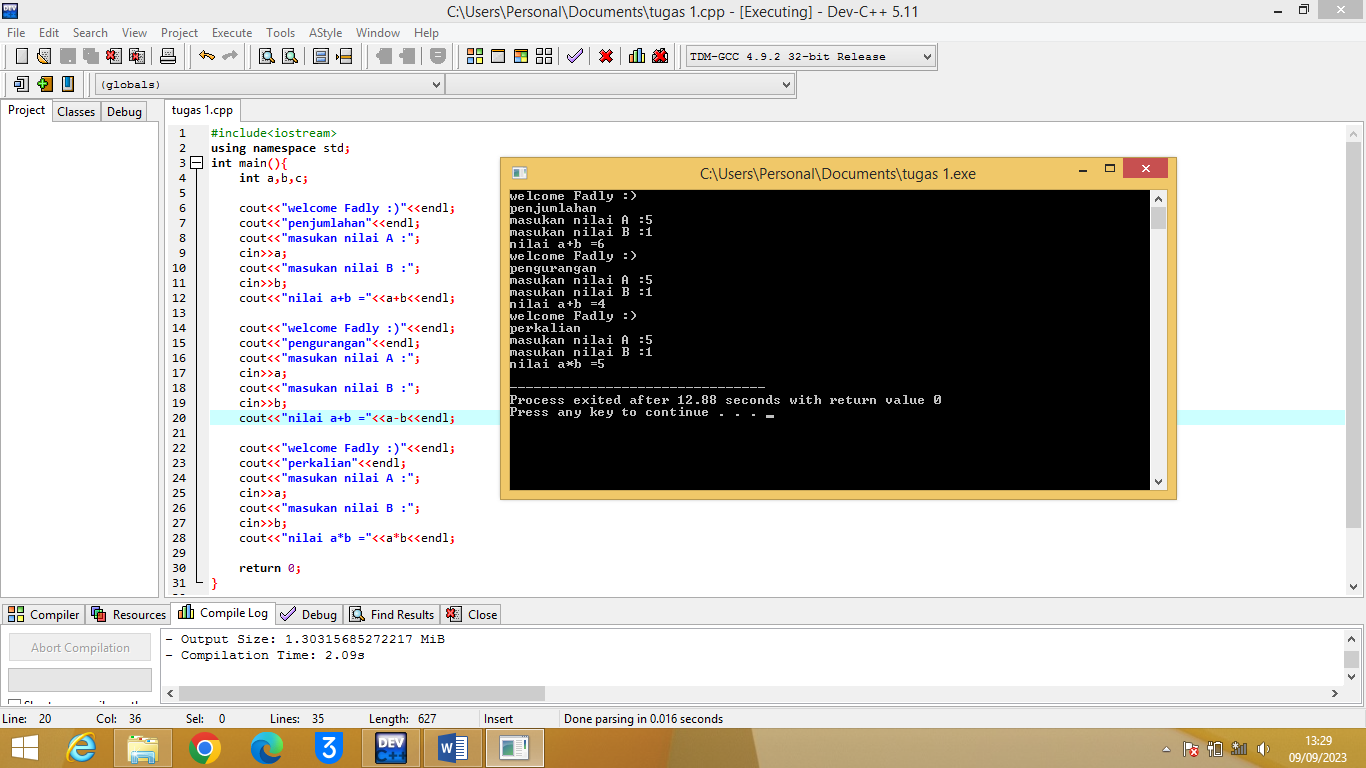 C:\Users\Personal\Documents\tugas 1.cpp - [Executing] - Dev-C++ 5.11
File Edit Search View Project Execute Tools AStyle Window Help
TDM-GCC 4.9.2 32-bit Release
(globals)
Project Classes Debug
tugas 1.cpp
1 #include<iostream>
2 using namespace std;
3 int main(){
4 int a,b,c;
5
6 cout<<"welcome Fadly :)"<<endl;
7 cout<<"penjumlahan"<<endl;
8 cout<<"masukan nilai A :";
9 cin>>a;
10 cout<<"masukan nilai B :";
11 cin>>b;
12 cout<<"nilai a+b ="<<a+b<<endl;
13
14 cout<<"welcome Fadly :)"<<endl;
15 cout<<"pengurangan"<<endl;
16 cout<<"masukan nilai A :";
17 cin>>a;
18 cout<<"masukan nilai B :";
19 cin>>b;
20 cout<<"nilai a+b ="<<a-b<<endl;
21
22 cout<<"welcome Fadly :)"<<endl;
23 cout<<"perkalian"<<endl;
24 cout<<"masukan nilai A :";
25 cin>>a;
26 cout<<"masukan nilai B :";
27 cin>>b;
28 cout<<"nilai a*b ="<<a*b<<endl;
29
30 return 0;
31 }
C:\Users\Personal\Documents\tugas 1.exe
welcome Fadly :)
penjumlahan
masukan nilai A :5
masukan nilai B :1
nilai a+b =6
welcome Fadly :)
pengurangan
masukan nilai A :5
masukan nilai B :1
nilai a+b =4
welcome Fadly :)
perkalian
masukan nilai A :5
masukan nilai B :1
nilai a*b =5
--------------------------------
Process exited after 12.88 seconds with return value 0
Press any key to continue . . . _
Compiler Resources Compile Log Debug Find Results Close
Abort Compilation
- Output Size: 1.30315685272217 MiB
- Compilation Time: 2.09s
Line: 20 Col: 36 Sel: 0 Lines: 35 Length: 627 Insert Done parsing in 0.016 seconds
DEV C++
13:29
09/09/2023